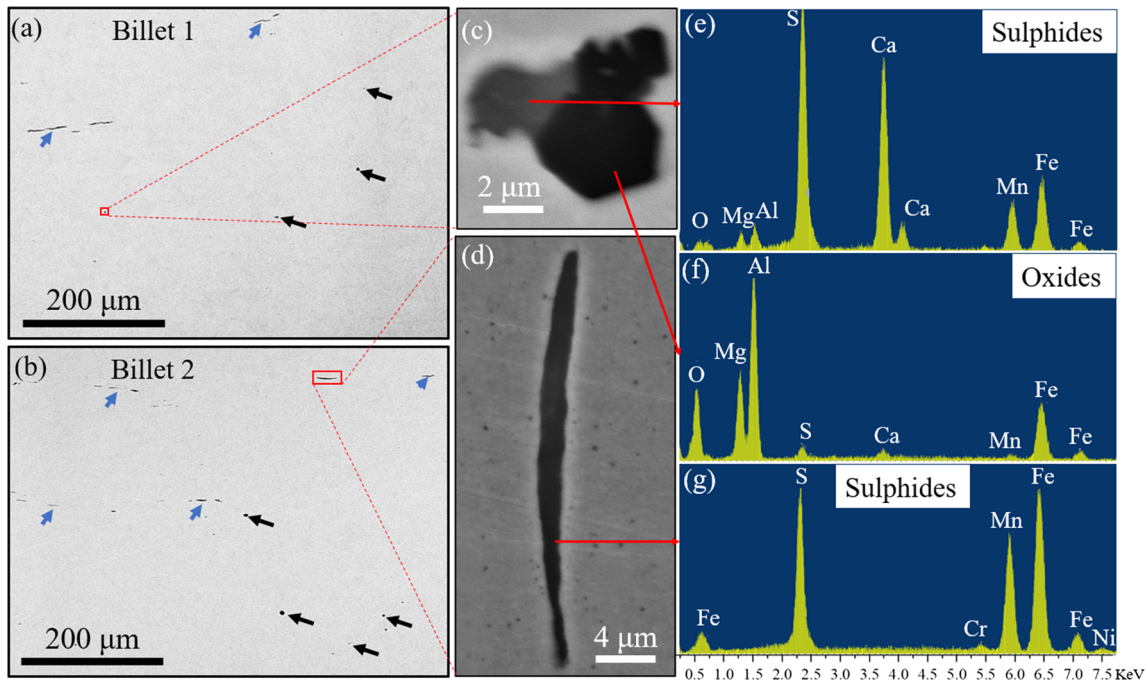 (a)
Billet 1
200 μm
(b)
Billet 2
200 μm
(c)
2 μm
(d)
4 μm
(e)
Sulphides
S
Ca
O
Mg
Al
Ca
Mn
Fe
Fe
(f)
Oxides
Al
Mg
O
S
Ca
Mn
Fe
Fe
(g)
Sulphides
S
Fe
Mn
Fe
Cr
Fe
Ni
0.5 1.0 1.5 2.0 2.5 3.0 3.5 4.0 4.5 5.0 5.5 6.0 6.5 7.0 7.5 KeV